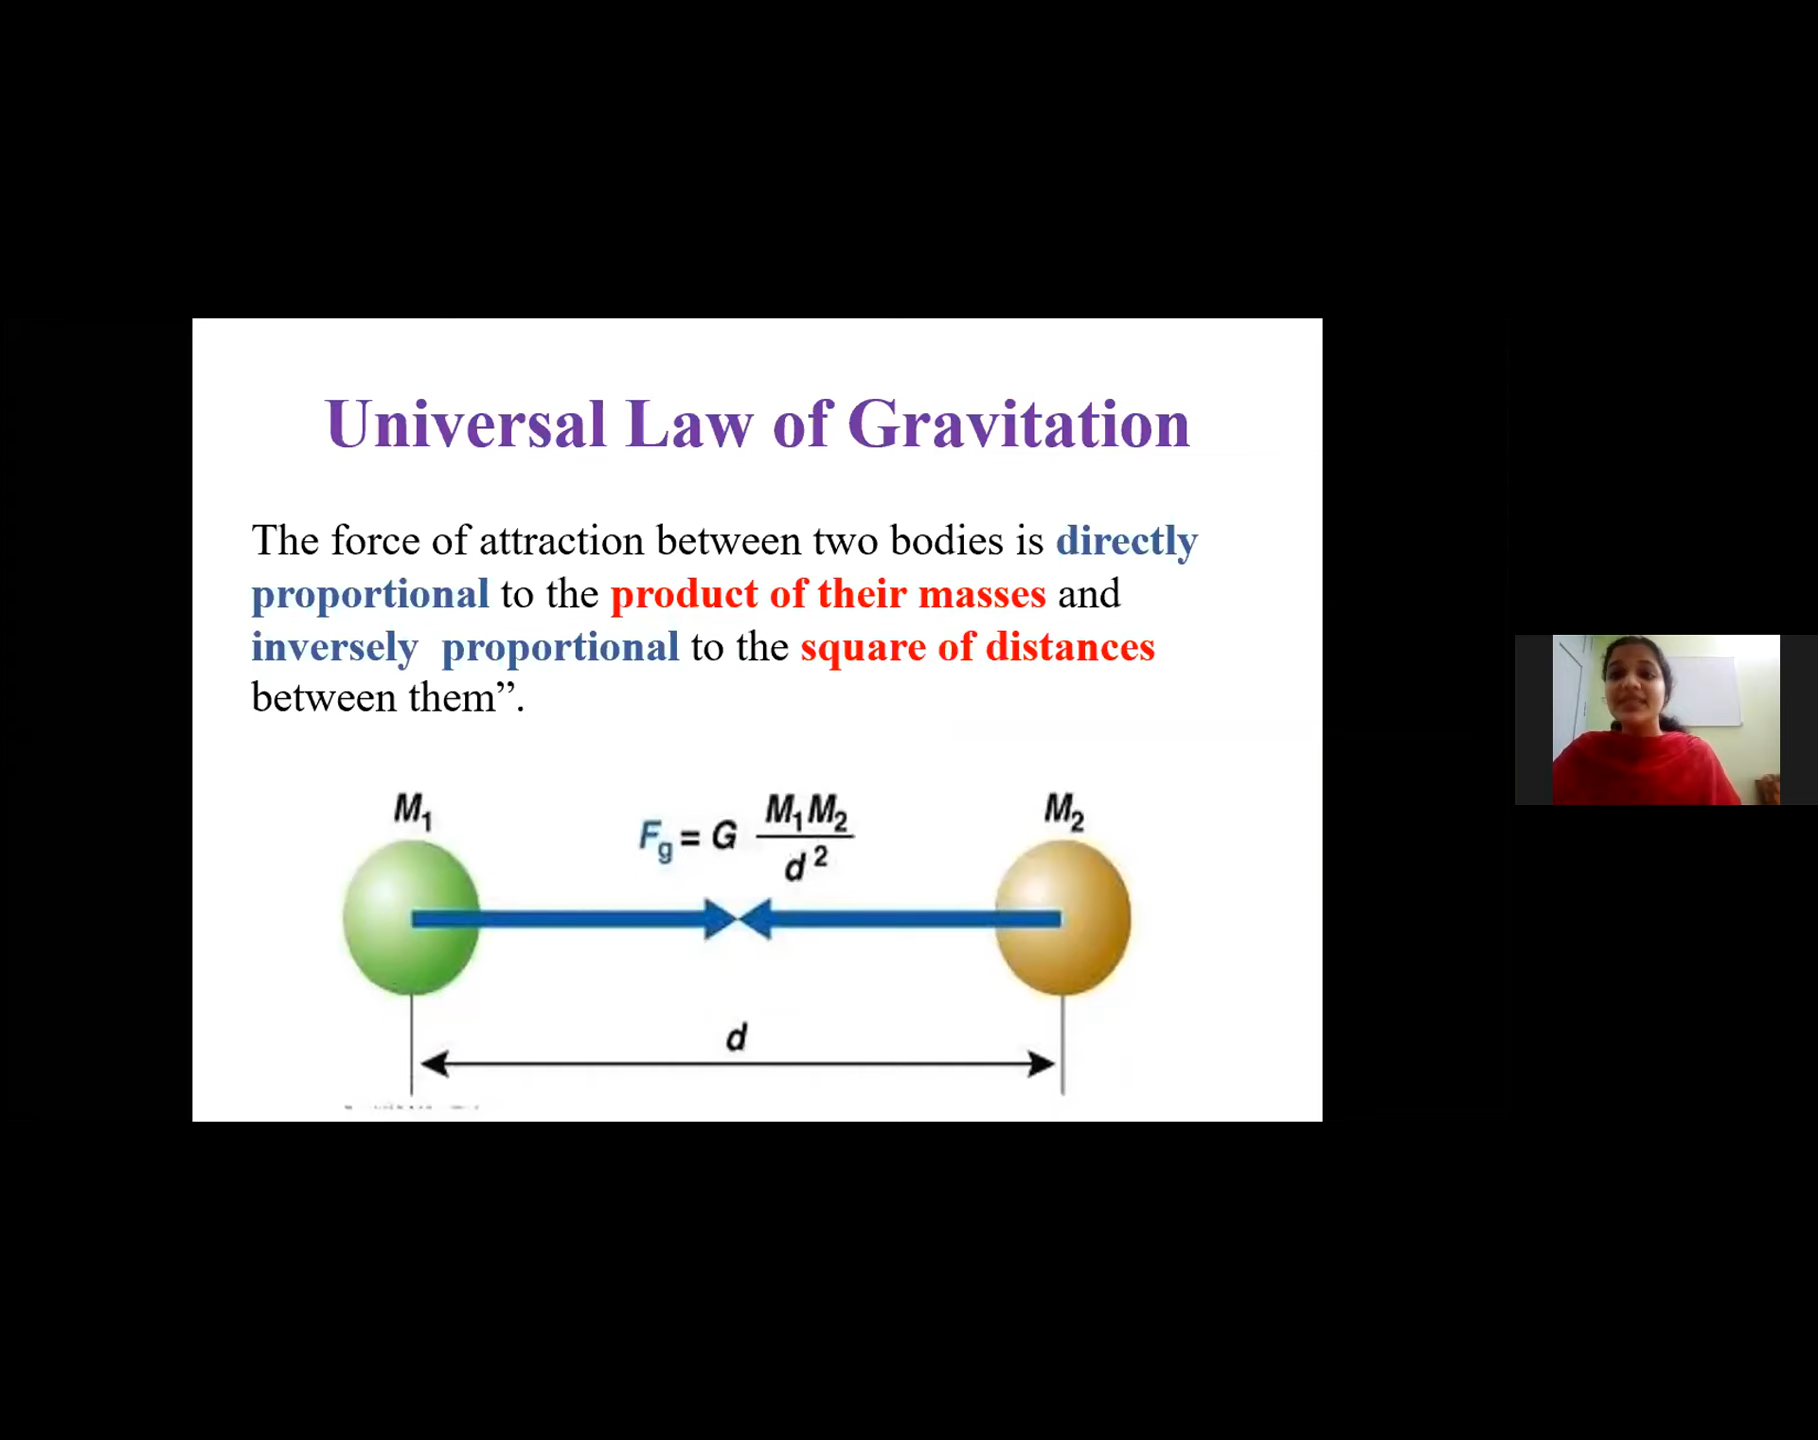 Universal Law of Gravitation
The force of attraction between two bodies is directly
proportional to the product of their masses and
inversely proportional to the square of distances
between them”.
M₁
F_g = G M₁M₂ / d²
M₂
d